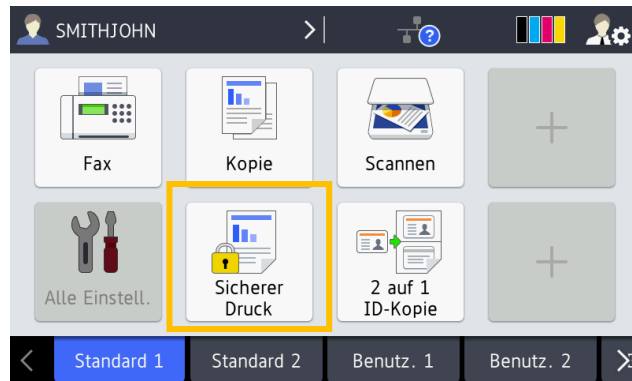 SMITHJOHN
Fax
Kopie
Scannen
Alle Einstell.
Sicherer
Druck
2 auf 1
ID-Kopie
Standard 1
Standard 2
Benutz. 1
Benutz. 2